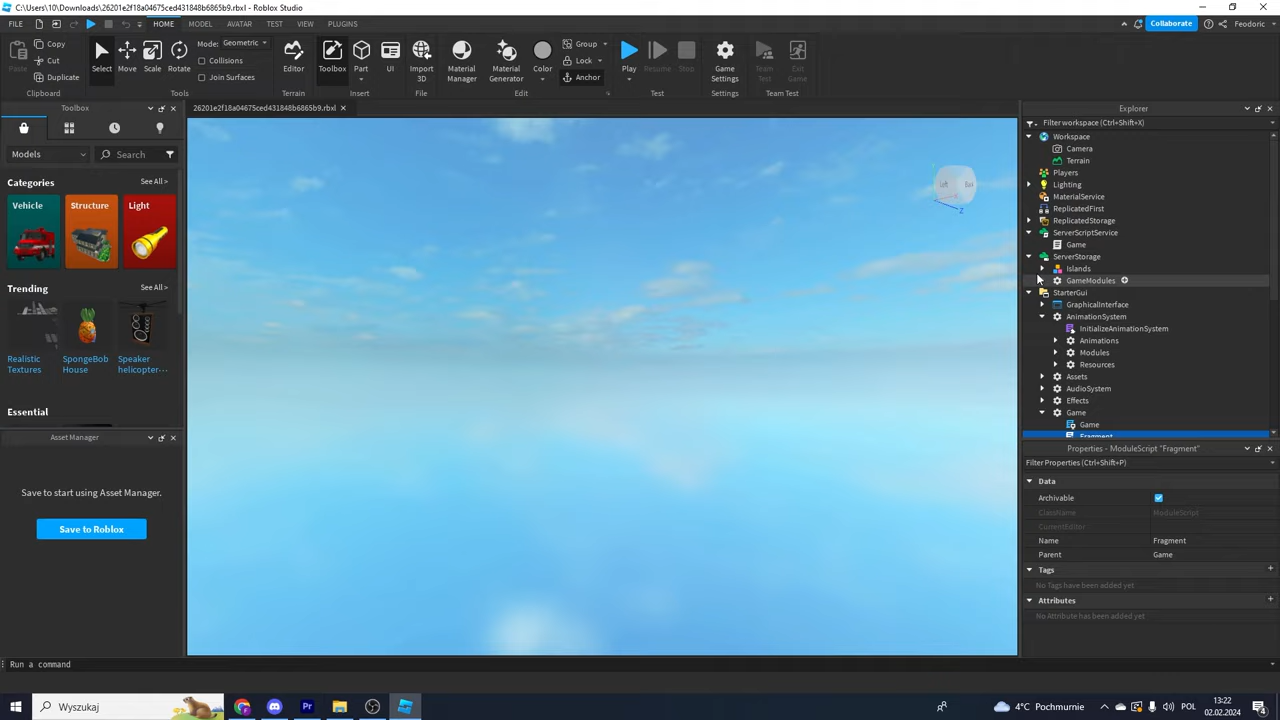 C:\Users\10\Downloads\26201e2f18a04675ced431848b6865b9.rbxl - Roblox Studio
FILE
HOME
MODEL
AVATAR
TEST
VIEW
PLUGINS
Collaborate
Feodoric
Paste
Copy
Cut
Duplicate
Clipboard
Select
Move
Scale
Rotate
Mode: Geometric
Collisions
Join Surfaces
Tools
Editor
Terrain
Toolbox
Part
UI
Insert
Import
3D
File
Material
Manager
Material
Generator
Color
Group
Lock
Anchor
Edit
Play
Resume
Stop
Test
Game
Settings
Settings
Team
Test
Exit
Game
Team Test
Toolbox
26201e2f18a04675ced431848b6865b9.rbxl
Explorer
Models
Search
Categories
See All >
Vehicle
Structure
Light
Trending
See All >
Realistic
Textures
SpongeBob
House
Speaker
helicopter-
Essential
Asset Manager
Save to start using Asset Manager.
Save to Roblox
Run a command
Filter workspace (Ctrl+Shift+X)
Workspace
Camera
Terrain
Players
Lighting
MaterialService
ReplicatedFirst
ReplicatedStorage
ServerScriptService
Game
ServerStorage
Islands
GameModules
StarterGui
GraphicalInterface
AnimationSystem
InitializeAnimationSystem
Animations
Modules
Resources
Assets
AudioSystem
Effects
Game
Game
Fragment
Properties - ModuleScript "Fragment"
Filter Properties (Ctrl+Shift+P)
Data
Archivable
ClassName ModuleScript
CurrentEditor
Name Fragment
Parent Game
Tags
No Tags have been added yet
Attributes
No Attribute has been added yet
Wyszukaj
4°C Pochmurnie
POL
13:22
02.02.2024